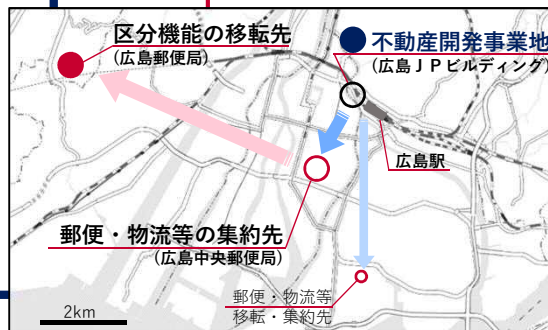 区分機能の移転先
(広島郵便局)
不動産開発事業地
(広島JPビルディング)
広島駅
郵便・物流等の集約先
(広島中央郵便局)
郵便・物流等
移転・集約先
2km